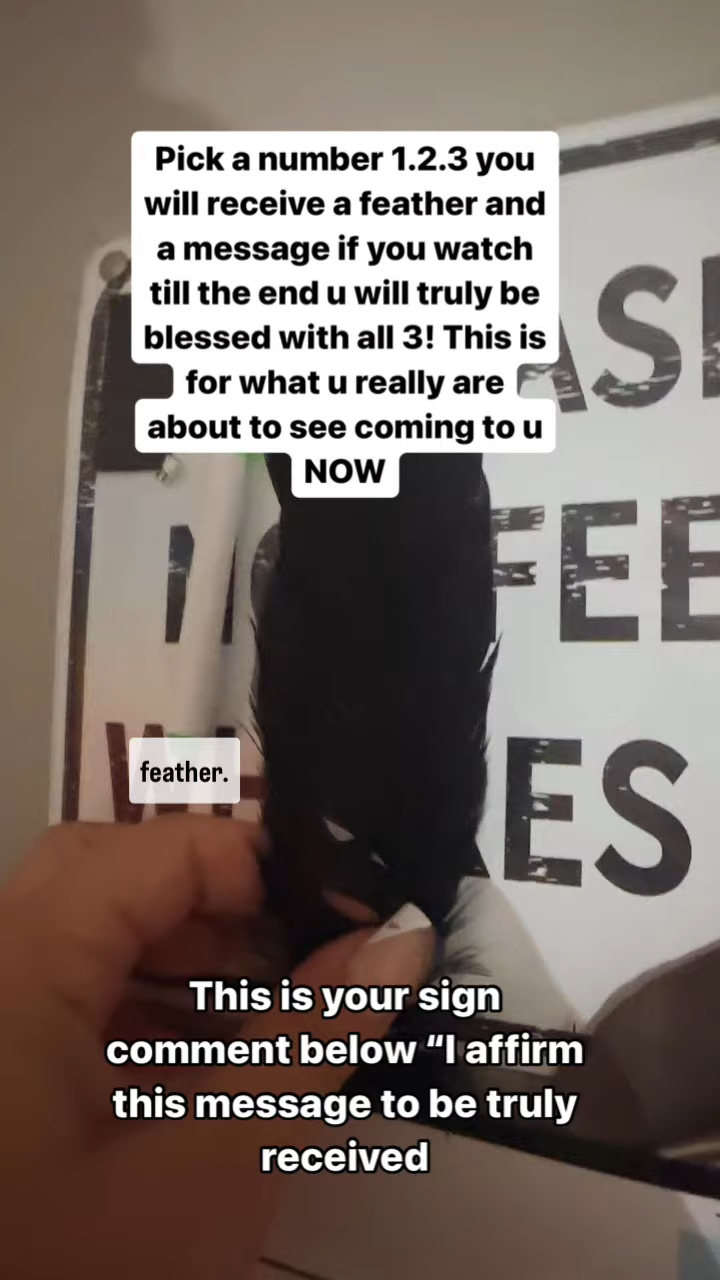 Pick a number 1.2.3 you
will receive a feather and
a message if you watch
till the end u will truly be
blessed with all 3! This is
for what u really are
about to see coming to u
NOW
feather.
This is your sign
comment below “I affirm
this message to be truly
received